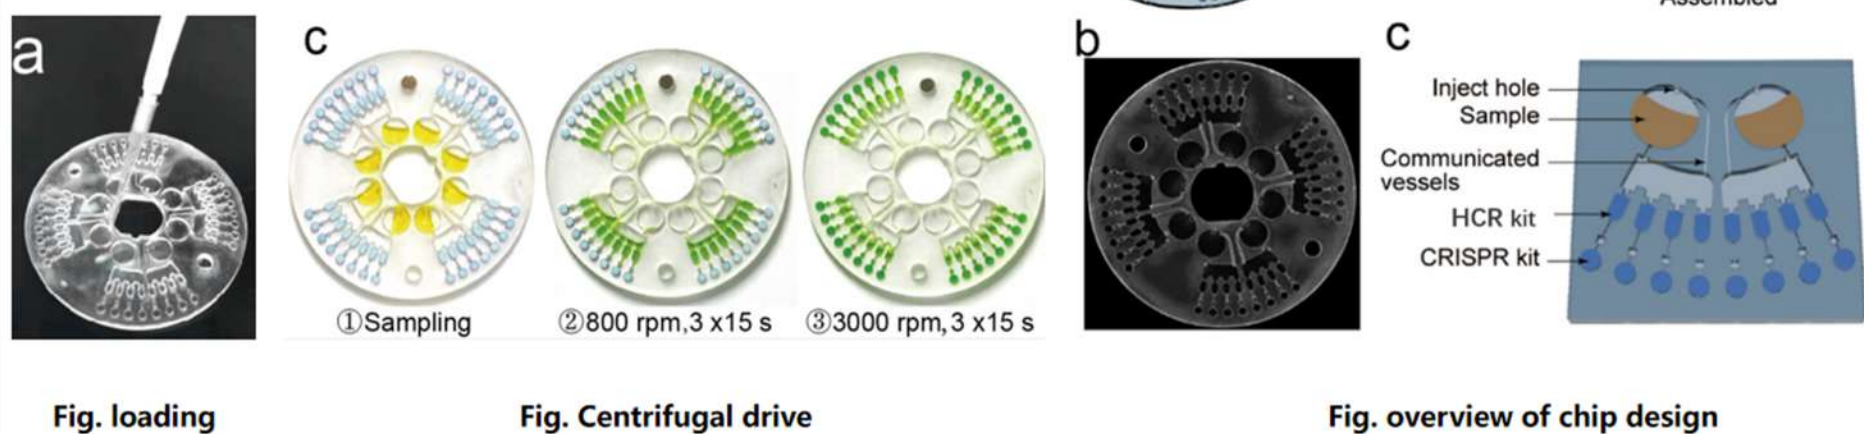 Assembled
a
c
①Sampling
②800 rpm,3 x15 s
③3000 rpm, 3 x15 s
b
c
Inject hole
Sample
Communicated
vessels
HCR kit
CRISPR kit
Fig. loading
Fig. Centrifugal drive
Fig. overview of chip design